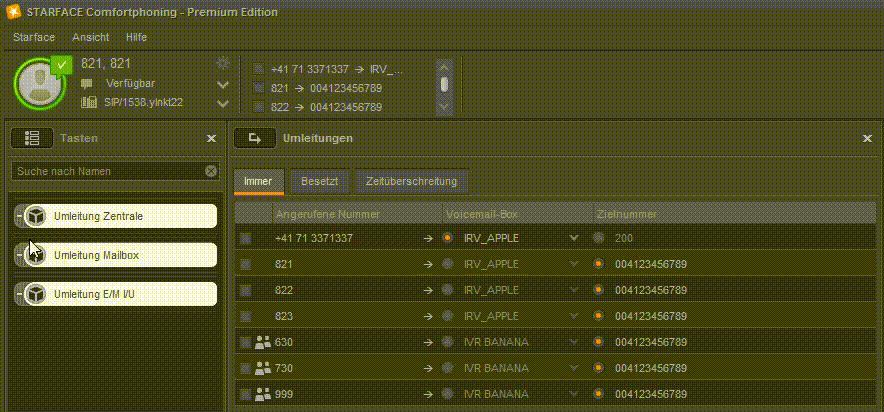 STARFACE Comfortphoning - Premium Edition
Starface Ansicht Hilfe
821, 821
Verfügbar
SIP/1538.ylnkt22
+41 71 3371337 → IRV_...
821 → 004123456789
822 → 004123456789
Tasten
Suche nach Namen
Umleitung Zentrale
Umleitung Mailbox
Umleitung E/M I/U
Umleitungen
Immer Besetzt Zeitüberschreitung
Angerufene Nummer Voicemail-Box Zielnummer
+41 71 3371337 → IRV_APPLE 200
821 → IRV_APPLE 004123456789
822 → IRV_APPLE 004123456789
823 → IRV_APPLE 004123456789
630 → IVR BANANA 004123456789
730 → IVR BANANA 004123456789
999 → IVR BANANA 004123456789